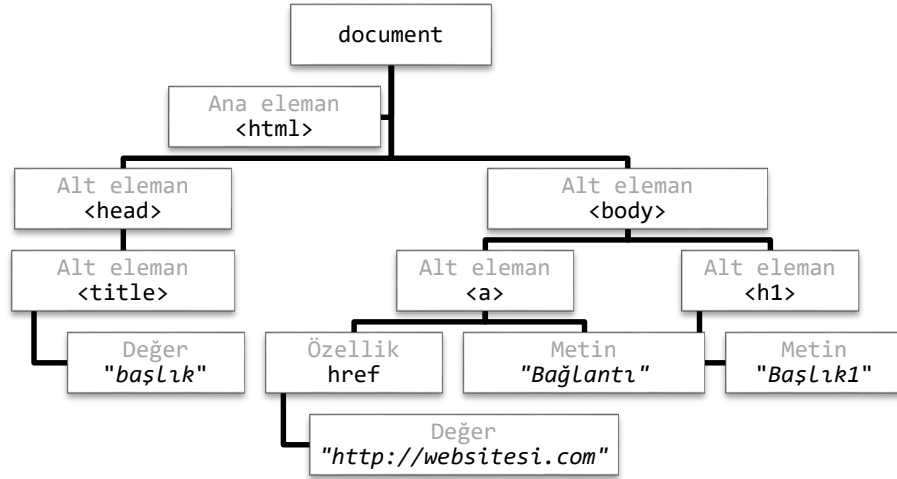 document
Ana eleman
<html>
Alt eleman
<head>
Alt eleman
<body>
Alt eleman
<title>
Alt eleman
<a>
Alt eleman
<h1>
Değer
"başlık"
Özellik
href
Metin
"Bağlantı"
Metin
"Başlık1"
Değer
"http://websitesi.com"